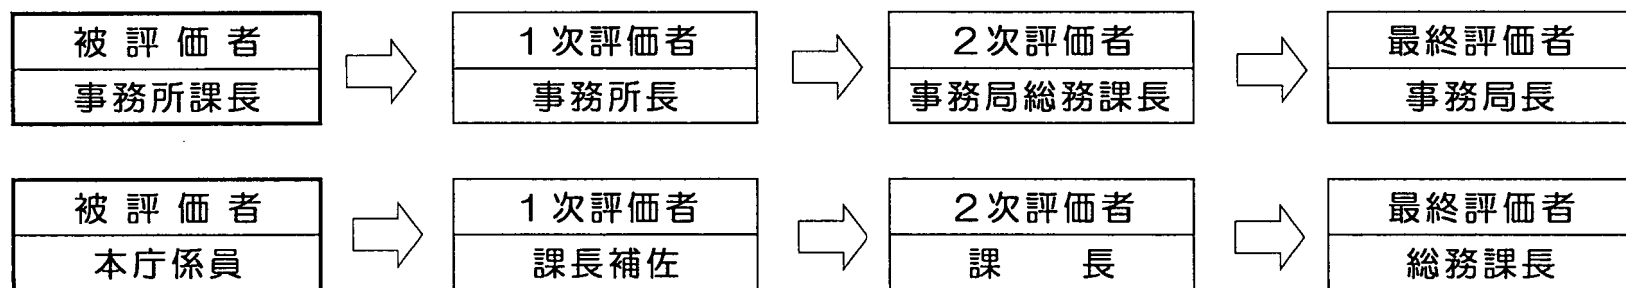 被評価者 1次評価者 2次評価者 最終評価者
事務所課長 事務所長 事務局総務課長 事務局長
被評価者 1次評価者 2次評価者 最終評価者
本庁係員 課長補佐 課長 総務課長